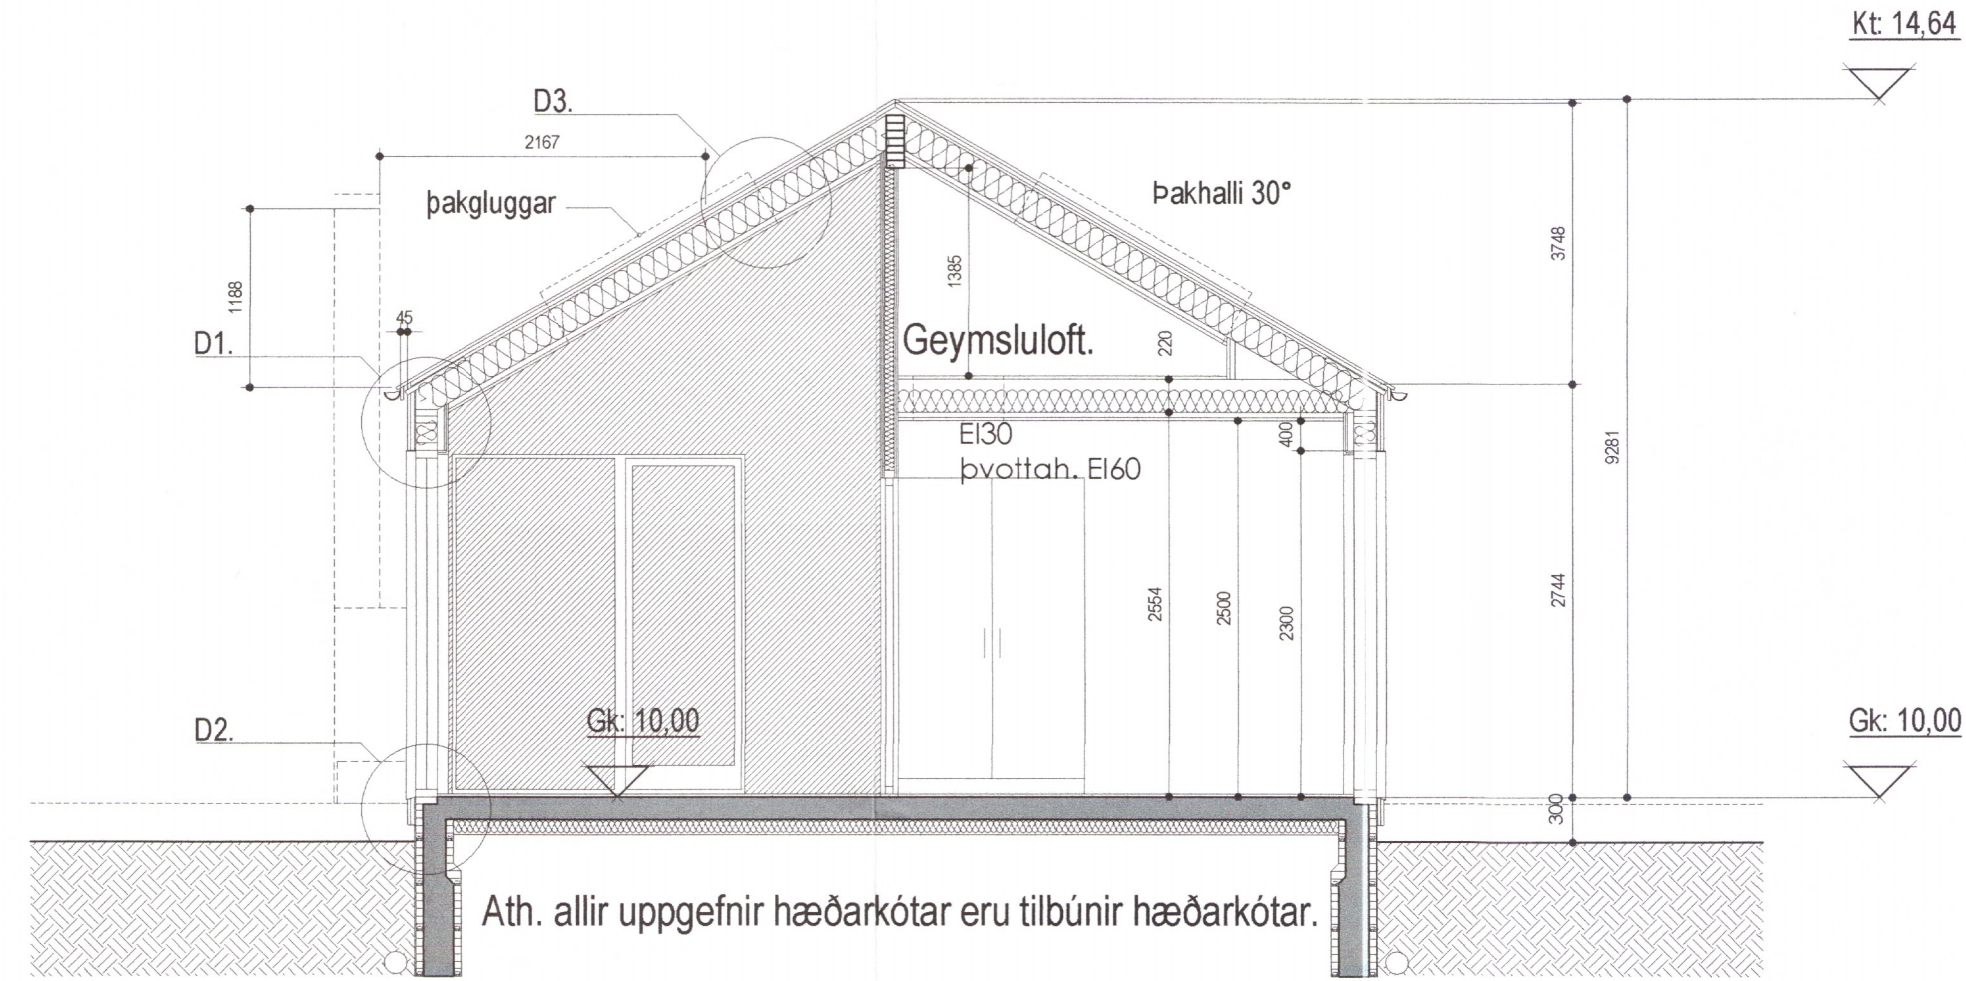 Kt: 14,64
D3.
2167
þakgluggar
Þakhalli 30°
3748
1385
1188
45
D1.
Geymsluloft.
220
EI30
400
þvottah. EI60
9281
2554
2500
2300
2744
D2.
Gk: 10,00
Gk: 10,00
300
Ath. allir uppgefnir hæðarkótar eru tilbúnir hæðarkótar.